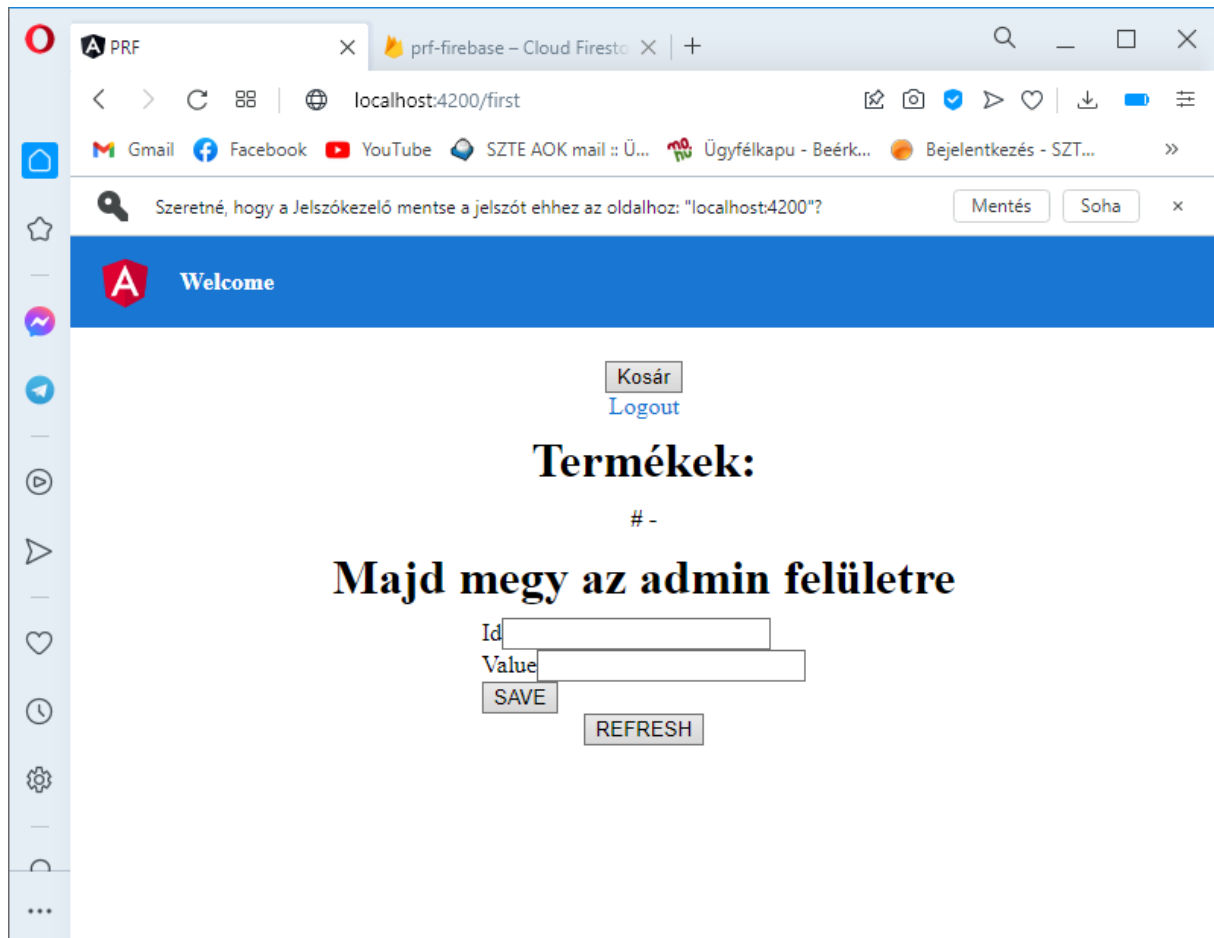 PRF
prf-firebase – Cloud Firesto
localhost:4200/first
Gmail Facebook YouTube SZTE AOK mail :: Ü... Ügyfélkapu - Beérk... Bejelentkezés - SZT...
Szeretné, hogy a Jelszókezelő mentse a jelszót ehhez az oldalhoz: "localhost:4200"? Mentés Soha
Welcome
Kosár
Logout
Termékek:
# -
Majd megy az admin felületre
Id
Value
SAVE
REFRESH